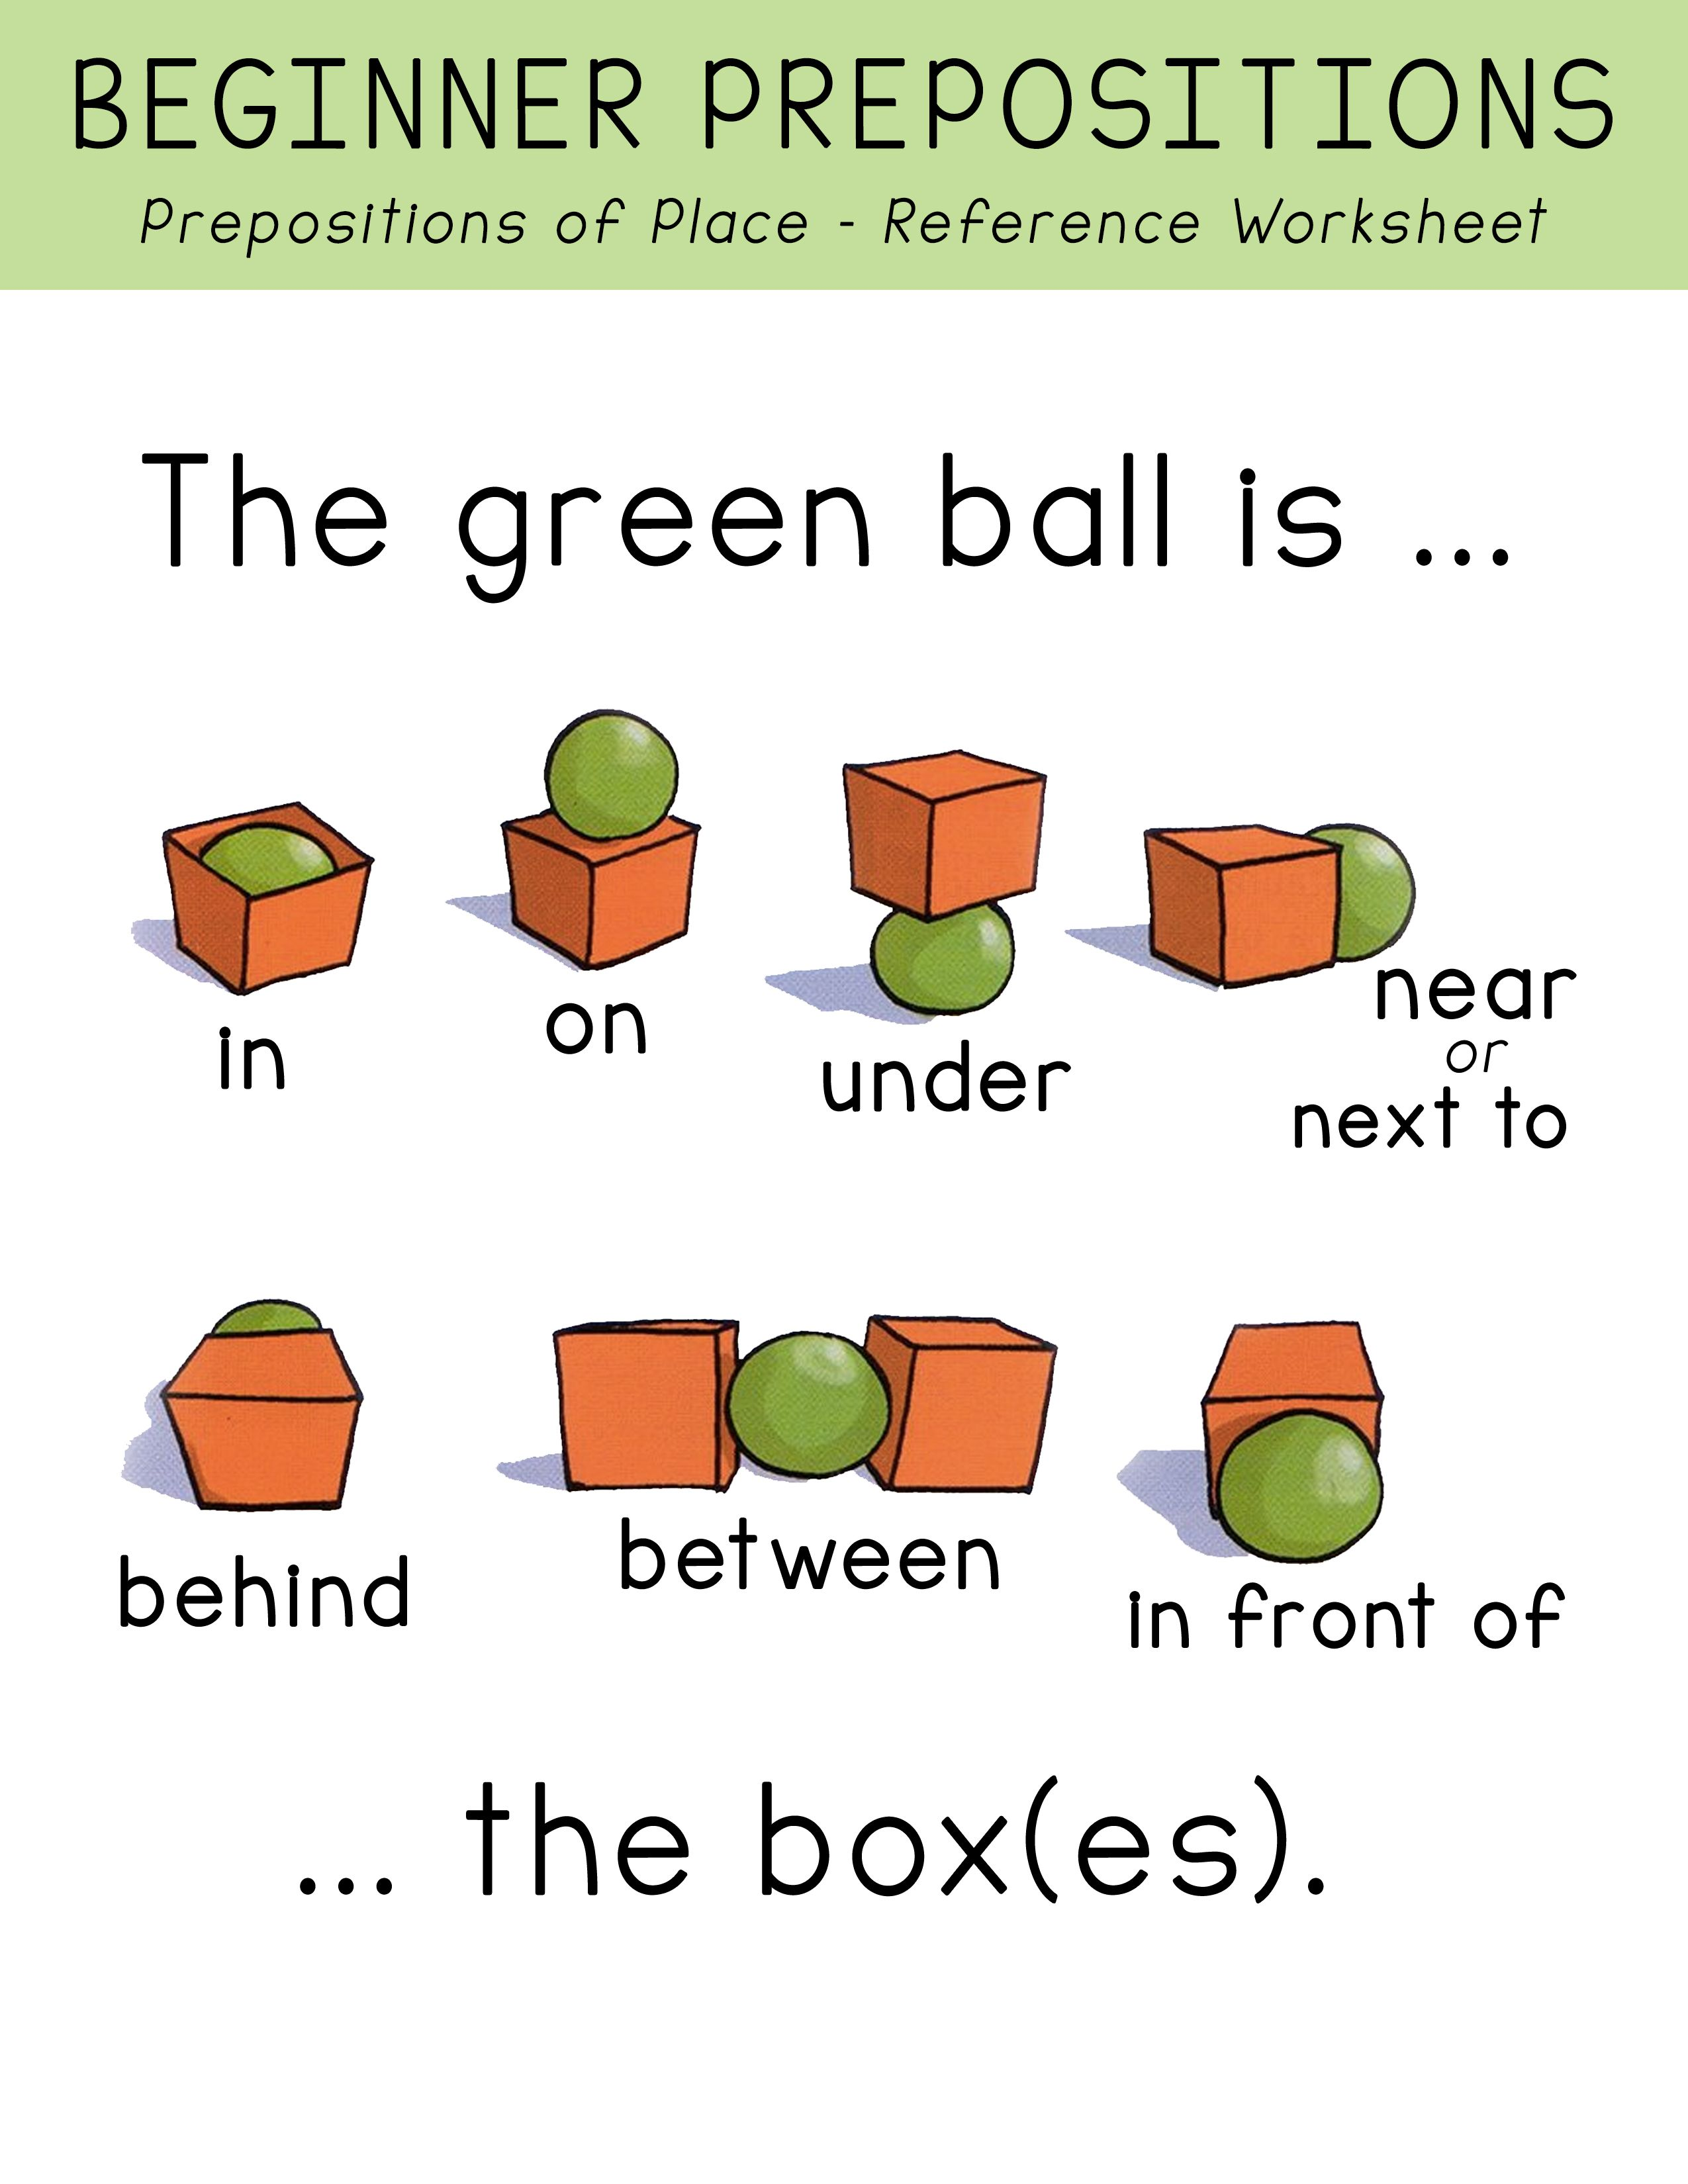 BEGINNER PREPOSITIONS
Prepositions of Place - Reference Worksheet
The green ball is ...
in
on
under
near
or
next to
behind
between
in front of
... the box(es).